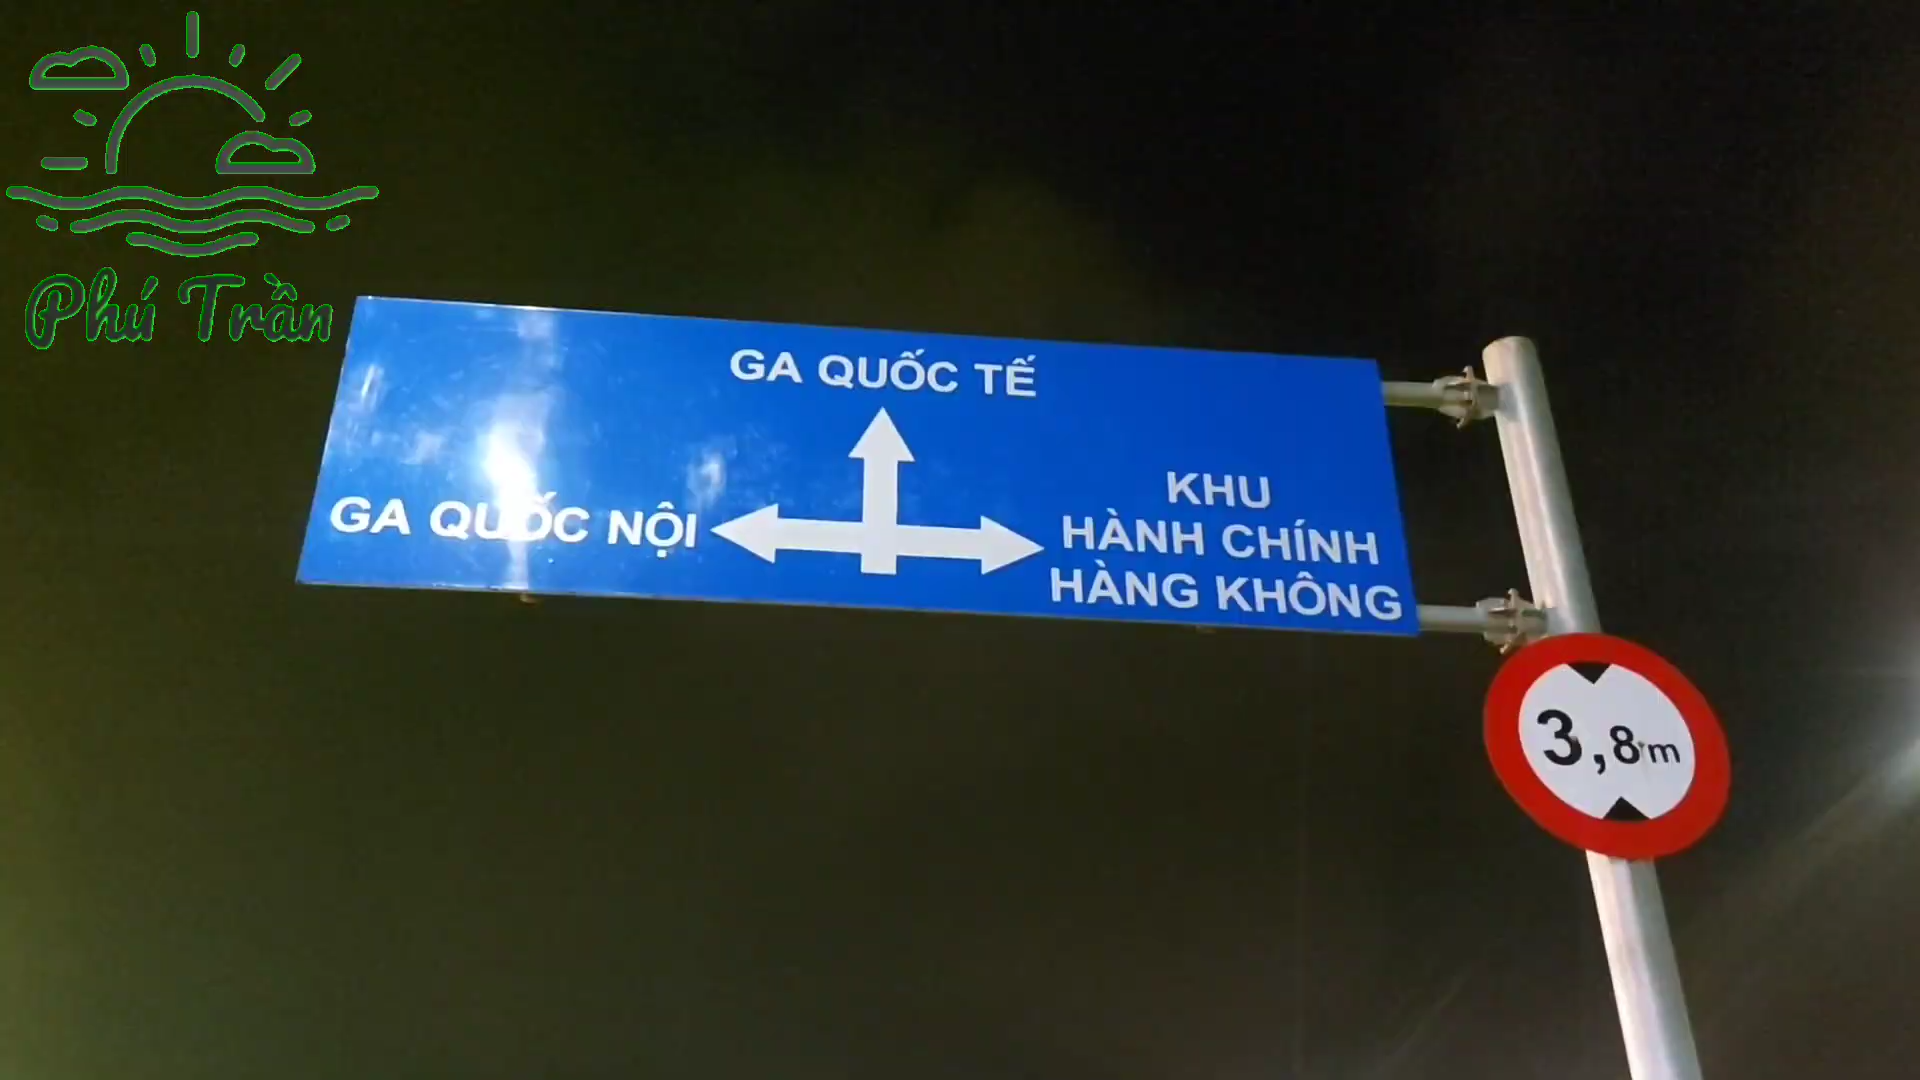 Phú Trần
GA QUỐC TẾ
GA QUỐC NỘI
KHU
HÀNH CHÍNH
HÀNG KHÔNG
3,8m